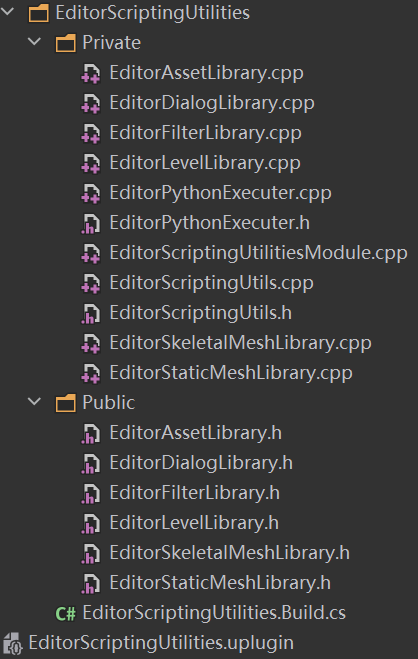 EditorScriptingUtilities
Private
EditorAssetLibrary.cpp
EditorDialogLibrary.cpp
EditorFilterLibrary.cpp
EditorLevelLibrary.cpp
EditorPythonExecuter.cpp
EditorPythonExecuter.h
EditorScriptingUtilitiesModule.cpp
EditorScriptingUtils.cpp
EditorScriptingUtils.h
EditorSkeletalMeshLibrary.cpp
EditorStaticMeshLibrary.cpp
Public
EditorAssetLibrary.h
EditorDialogLibrary.h
EditorFilterLibrary.h
EditorLevelLibrary.h
EditorSkeletalMeshLibrary.h
EditorStaticMeshLibrary.h
C# EditorScriptingUtilities.Build.cs
EditorScriptingUtilities.uplugin